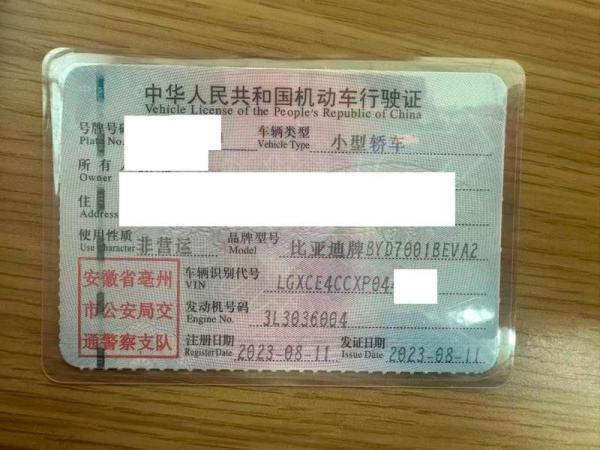 中华人民共和国机动车行驶证
Vehicle License of the People's Republic of China
号牌号
Plate No.
车辆类型
Vehicle Type
小型轿车
所有
Owner
住
Address
使用性质
Use Character
非营运
品牌型号
Model
比亚迪牌BYD7001BEVA2
安徽省亳州
市公安局交
通警察支队
车辆识别代号
VIN
LGXCE4CCXP04
发动机号码
Engine No.
3L3036004
注册日期
Register Date
2023-08-11
发证日期
Issue Date
2023-08-11